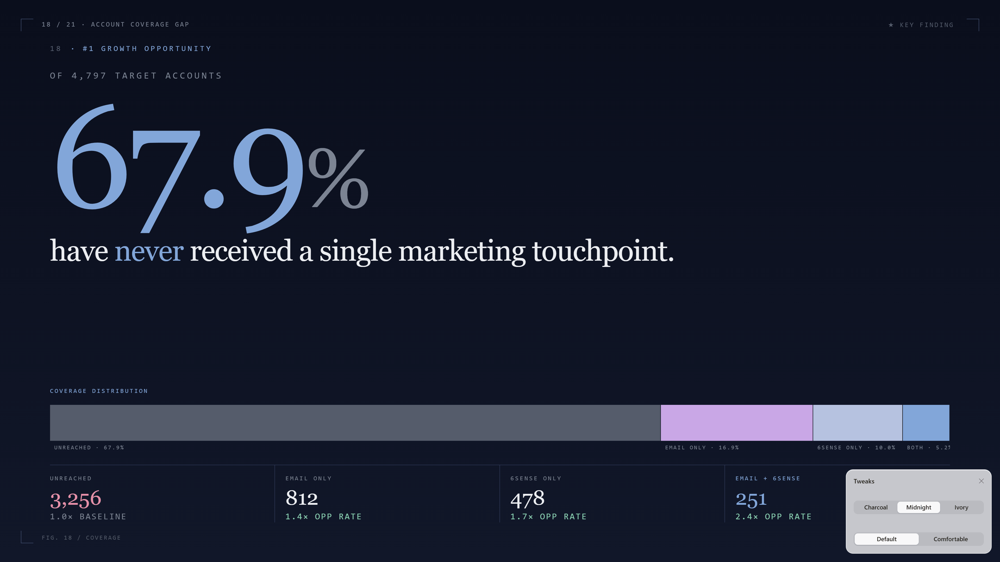 18 / 21 · ACCOUNT COVERAGE GAP
★ KEY FINDING
18 · #1 GROWTH OPPORTUNITY
OF 4,797 TARGET ACCOUNTS
67.9%
have never received a single marketing touchpoint.
COVERAGE DISTRIBUTION
UNREACHED · 67.9%
EMAIL ONLY · 16.9%
6SENSE ONLY · 10.0%
BOTH · 5.2%
UNREACHED
3,256
1.0× BASELINE
EMAIL ONLY
812
1.4× OPP RATE
6SENSE ONLY
478
1.7× OPP RATE
EMAIL + 6SENSE
251
2.4× OPP RATE
Tweaks
Charcoal Midnight Ivory
Default Comfortable
FIG. 18 / COVERAGE